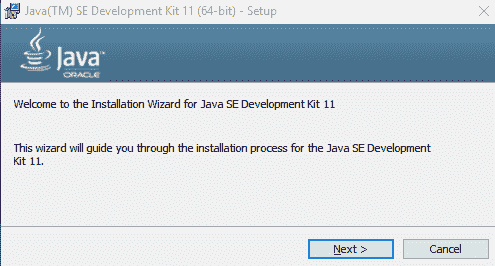 Java(TM) SE Development Kit 11 (64-bit) - Setup
Java
ORACLE
Welcome to the Installation Wizard for Java SE Development Kit 11
This wizard will guide you through the installation process for the Java SE Development
Kit 11.
Next >
Cancel